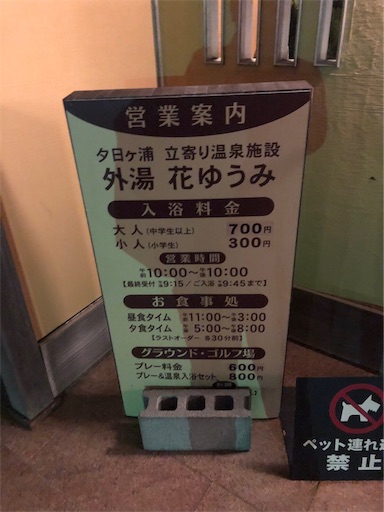 営業案内
夕日ヶ浦 立寄り温泉施設
外湯 花ゆうみ
入浴料金
大人(中学生以上) 700円
小人(小学生) 300円
営業時間
午前10:00〜午後10:00
【最終受付 午後9:15/ご入浴 午後9:45まで】
お食事処
昼食タイム 午前11:00〜午後3:00
夕食タイム 午後5:00〜午後8:00
【ラストオーダー 各30分前】
グラウンド・ゴルフ場
プレー料金 600円
プレー&温泉入浴セット 800円
ペット連れ
禁止